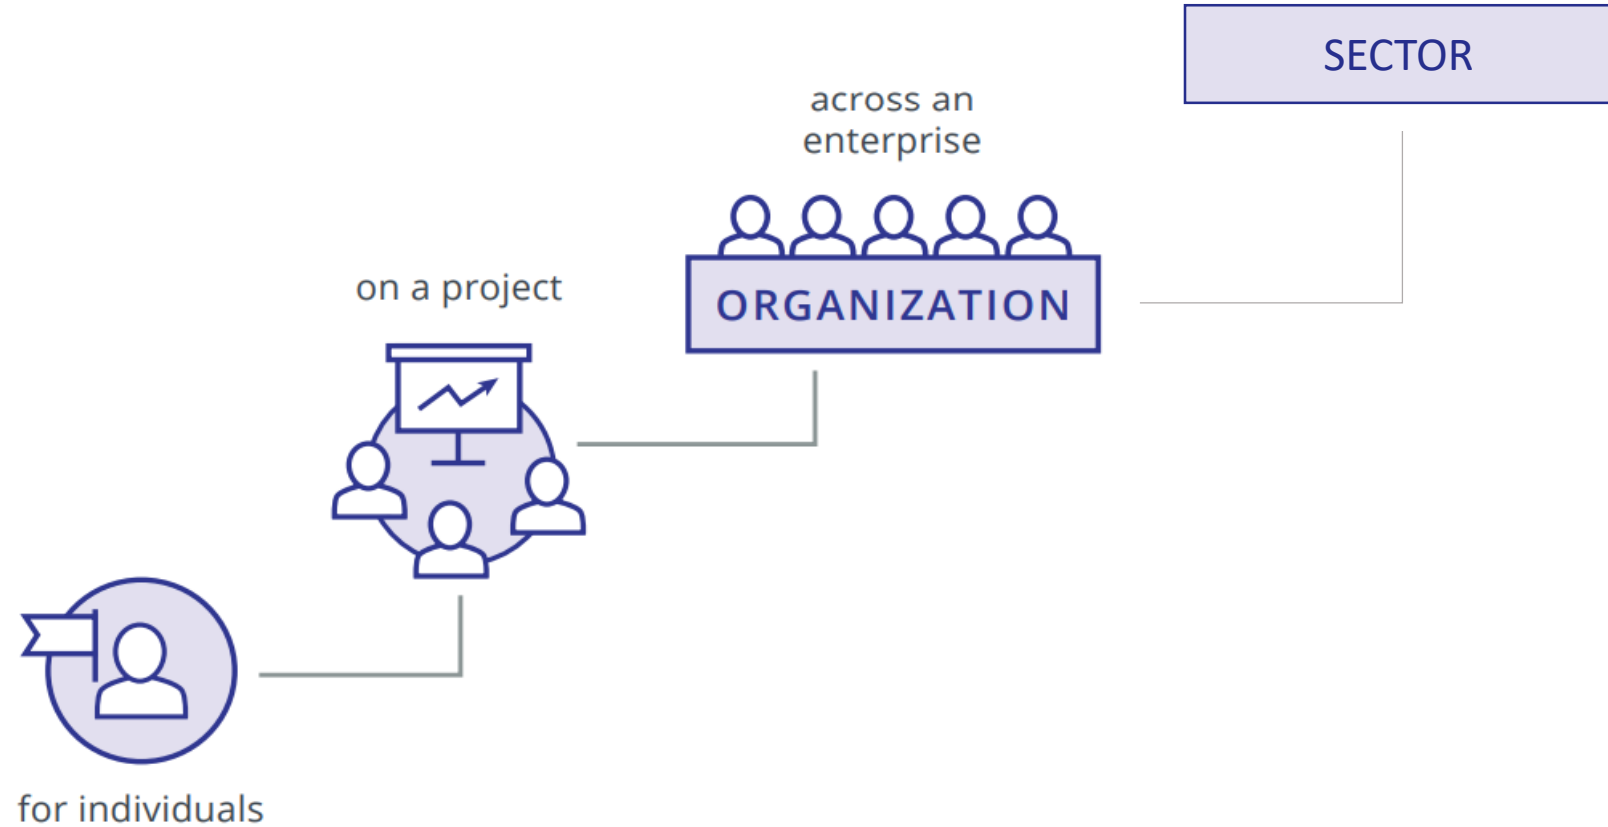 SECTOR
across an
enterprise
ORGANIZATION
on a project
for individuals